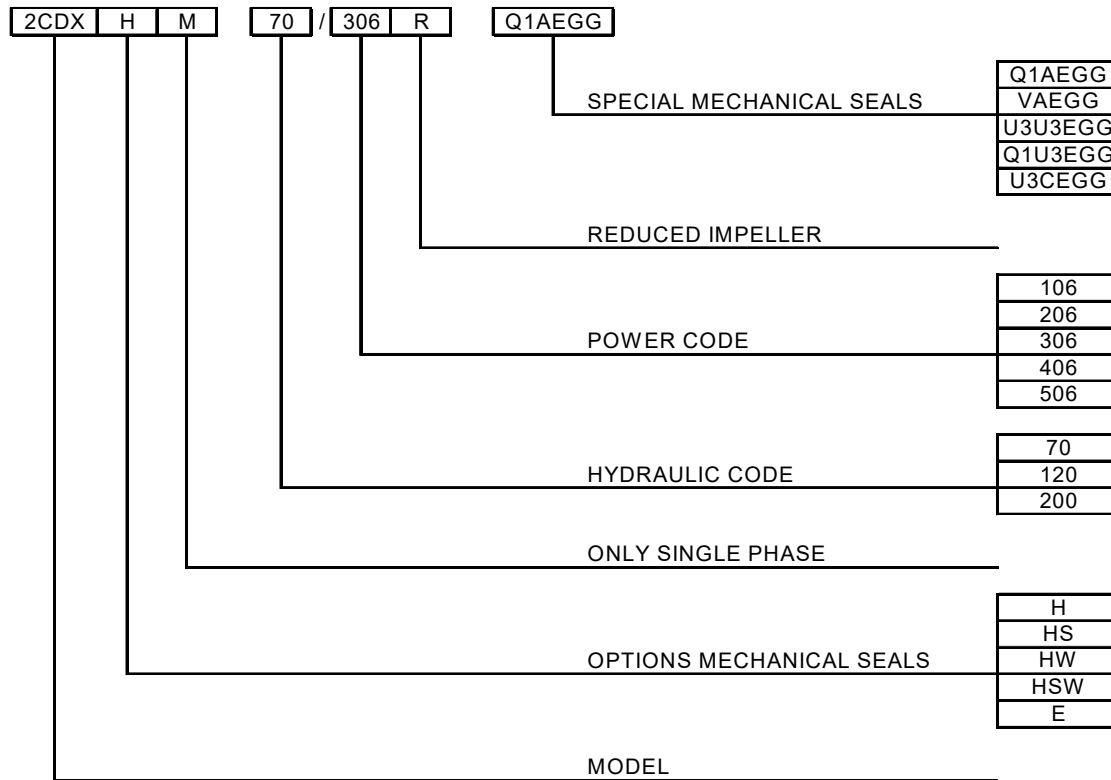 2CDX H M 70 / 306 R Q1AEGG
Q1AEGG
SPECIAL MECHANICAL SEALS VAEGG
U3U3EGG
Q1U3EGG
U3CEGG
REDUCED IMPELLER
106
206
POWER CODE 306
406
506
70
HYDRAULIC CODE 120
200
ONLY SINGLE PHASE
H
HS
OPTIONS MECHANICAL SEALS HW
HSW
E
MODEL